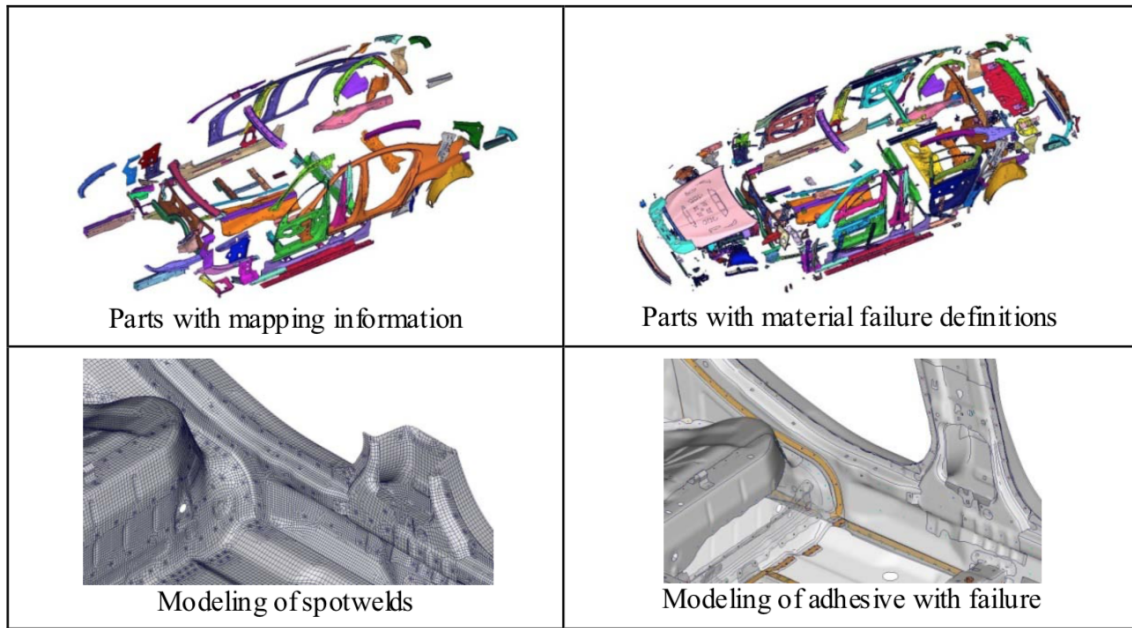 Parts with mapping information
Parts with material failure definitions
Modeling of spotwelds
Modeling of adhesive with failure